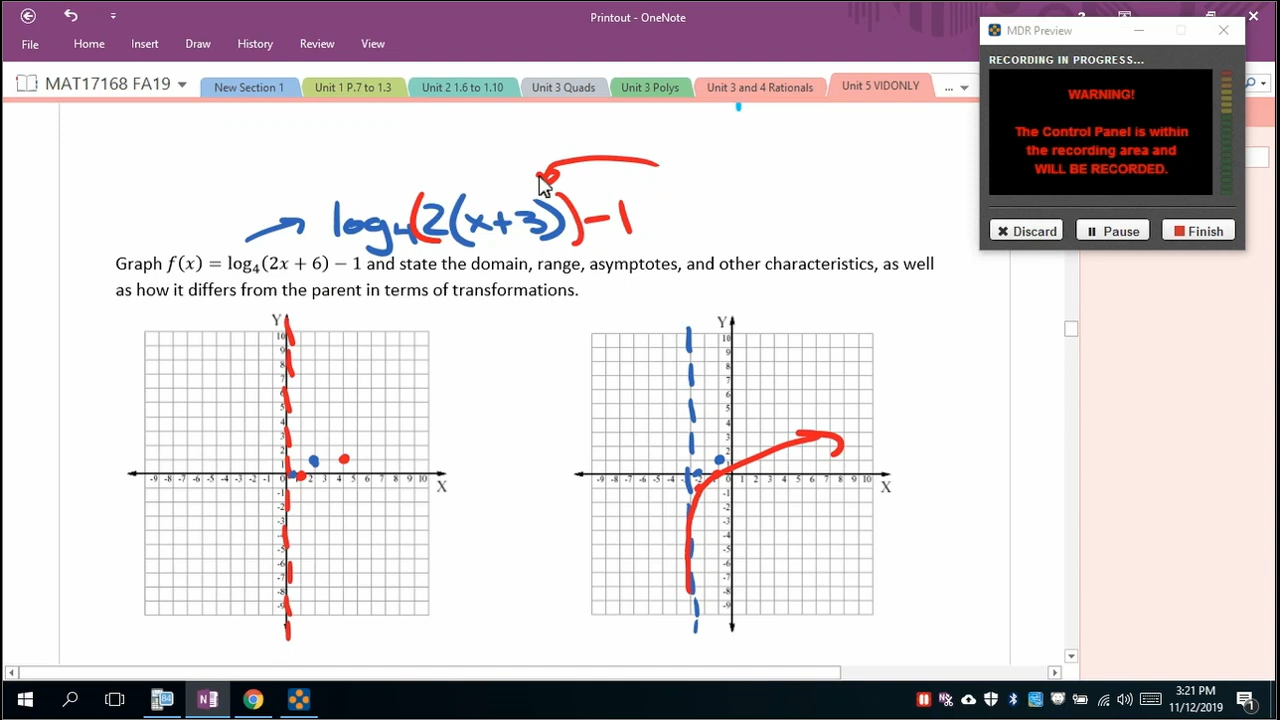 Printout - OneNote
File Home Insert Draw History Review View
MAT17168 FA19
New Section 1 Unit 1 P.7 to 1.3 Unit 2 1.6 to 1.10 Unit 3 Quads Unit 3 Polys Unit 3 and 4 Rationals Unit 5 VIDONLY ...
MDR Preview
RECORDING IN PROGRESS...
WARNING!
The Control Panel is within
the recording area and
WILL BE RECORDED.
Discard Pause Finish
log₄(2(x+3))-1
Graph f(x) = log₄(2x + 6) − 1 and state the domain, range, asymptotes, and other characteristics, as well
as how it differs from the parent in terms of transformations.
Y
X
Y
X
3:21 PM
11/12/2019